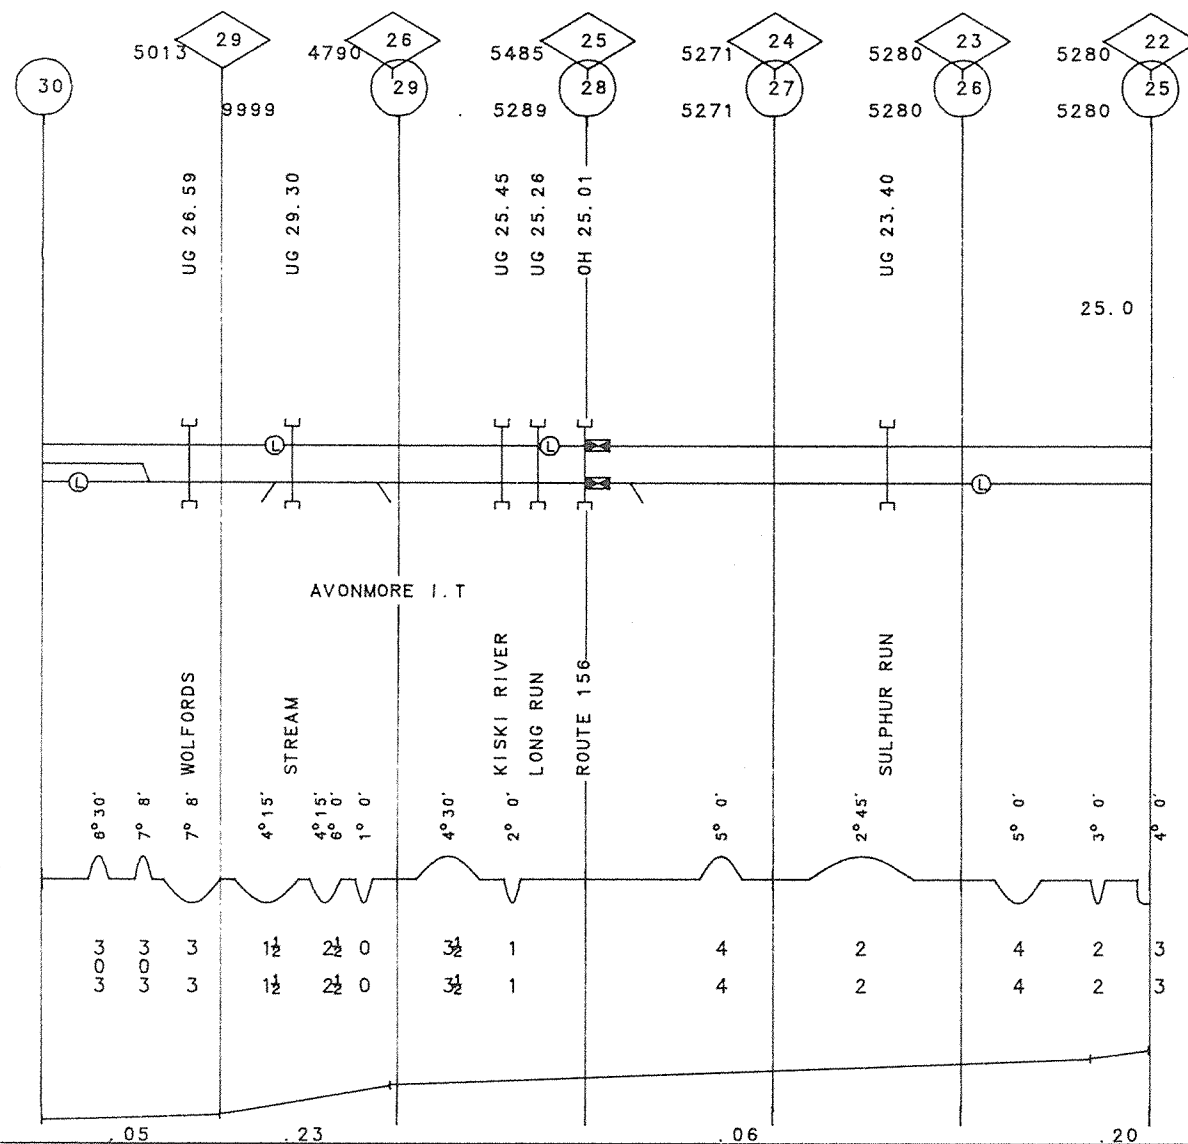 29 26 25 24 23 22
5013 4790 5485 5271 5280 5280
30 29 28 27 26 25
9999 5289 5271 5280 5280
UG 26.59
UG 29.30
UG 25.45
UG 25.26
OH 25.01
UG 23.40
25.0
L L
L L
AVONMORE I.T
WOLFORDS
STREAM
KISKI RIVER
LONG RUN
ROUTE 156
SULPHUR RUN
6°30'
7° 8'
7° 8'
4°15'
4°15'
6° 0'
1° 0'
4°30'
2° 0'
5° 0'
2°45'
5° 0'
3° 0'
4° 0'
3 3 3 1½ 2½ 0 3½ 1 4 2 4 2 3
0 0
3 3 3 1½ 2½ 0 3½ 1 4 2 4 2 3
.05 .23 .06 .20